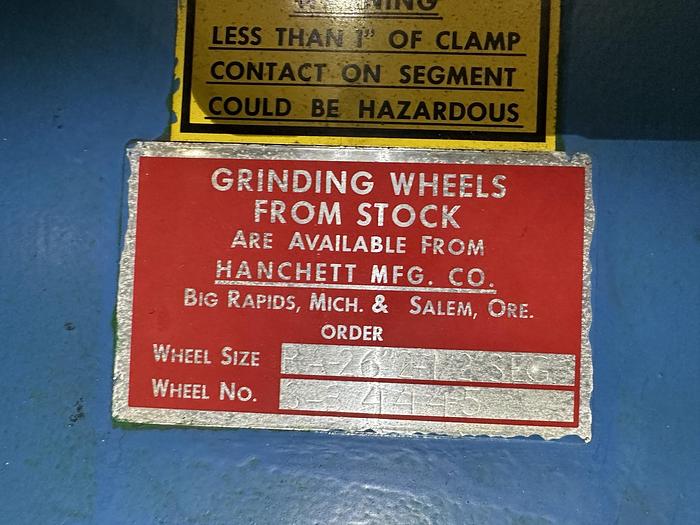 WARNING
LESS THAN 1" OF CLAMP
CONTACT ON SEGMENT
COULD BE HAZARDOUS
GRINDING WHEELS
FROM STOCK
ARE AVAILABLE FROM
HANCHETT MFG. CO.
BIG RAPIDS, MICH. & SALEM, ORE.
ORDER
WHEEL SIZE
WHEEL NO.